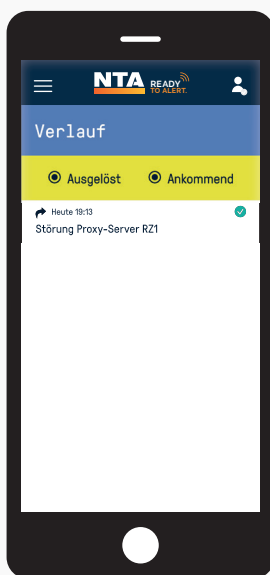 NTA READY
TO ALERT.
Verlauf
Ausgelöst Ankommend
Heute 19:13
Störung Proxy-Server RZ1